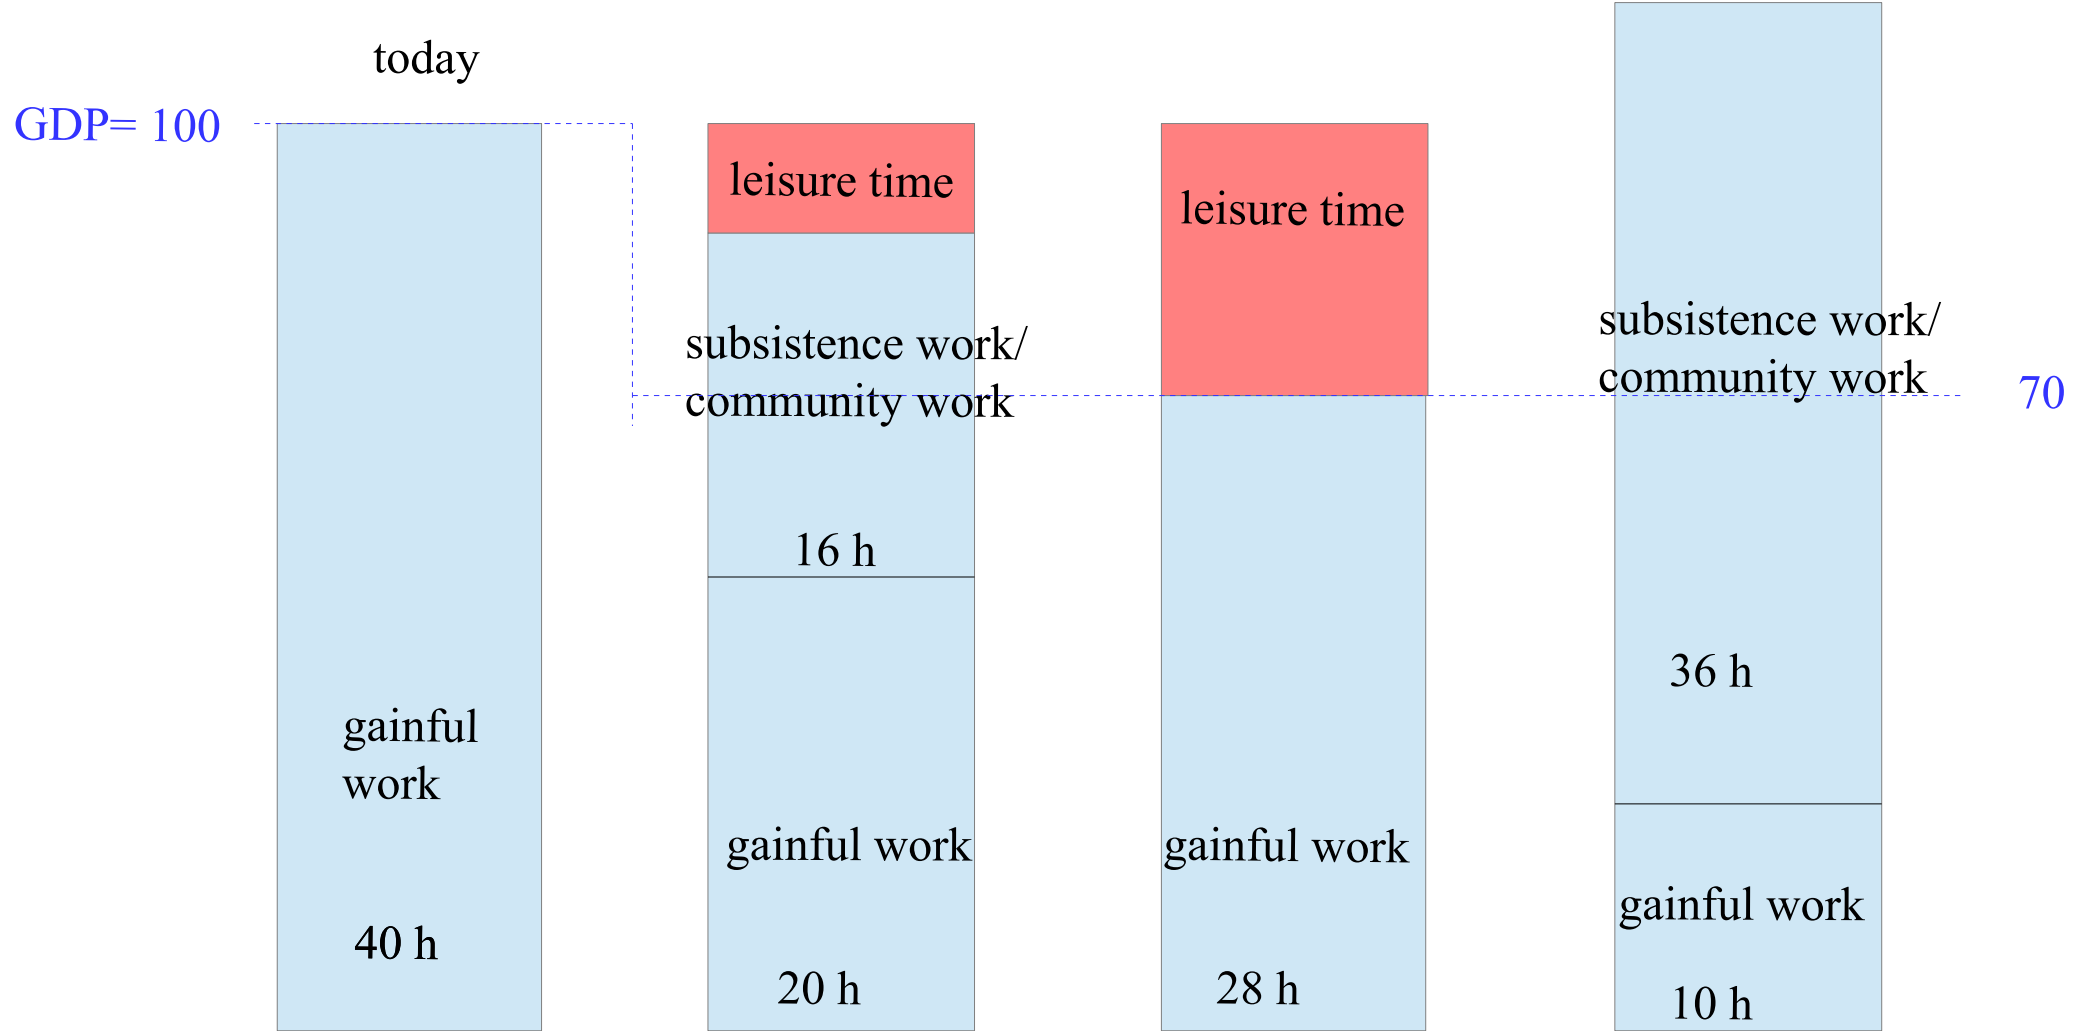 today
GDP= 100
leisure time
leisure time
subsistence work/
community work
subsistence work/
community work
70
16 h
36 h
gainful
work
gainful work
gainful work
gainful work
40 h
20 h
28 h
10 h